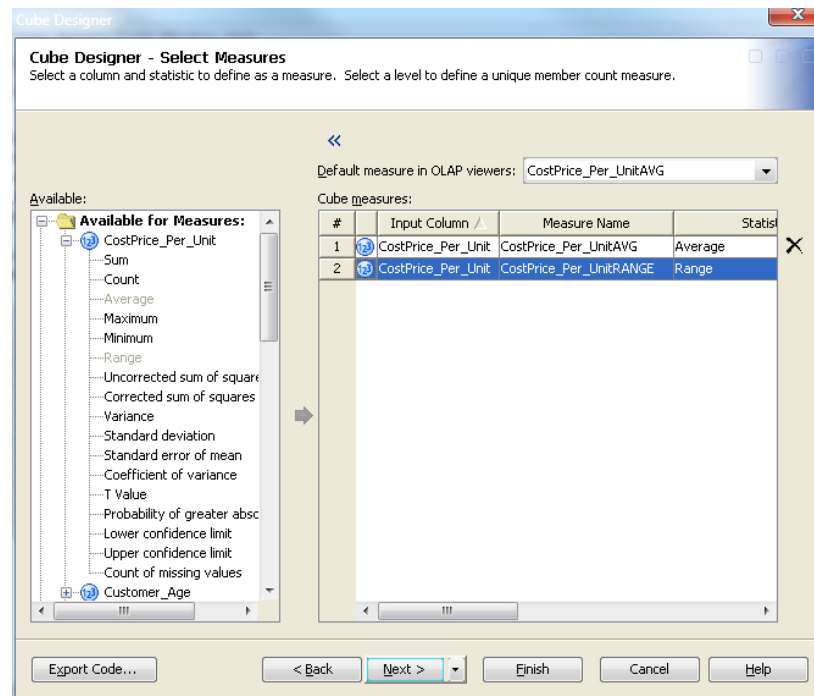 Cube Designer
Cube Designer - Select Measures
Select a column and statistic to define as a measure. Select a level to define a unique member count measure.
Default measure in OLAP viewers: CostPrice_Per_UnitAVG
Available:
Cube measures:
Available for Measures:
CostPrice_Per_Unit
Sum
Count
Average
Maximum
Minimum
Range
Uncorrected sum of square
Corrected sum of squares
Variance
Standard deviation
Standard error of mean
Coefficient of variance
T Value
Probability of greater absc
Lower confidence limit
Upper confidence limit
Count of missing values
Customer_Age
# Input Column Measure Name Statist
1 CostPrice_Per_Unit CostPrice_Per_UnitAVG Average
2 CostPrice_Per_Unit CostPrice_Per_UnitRANGE Range
Export Code... < Back Next > Finish Cancel Help